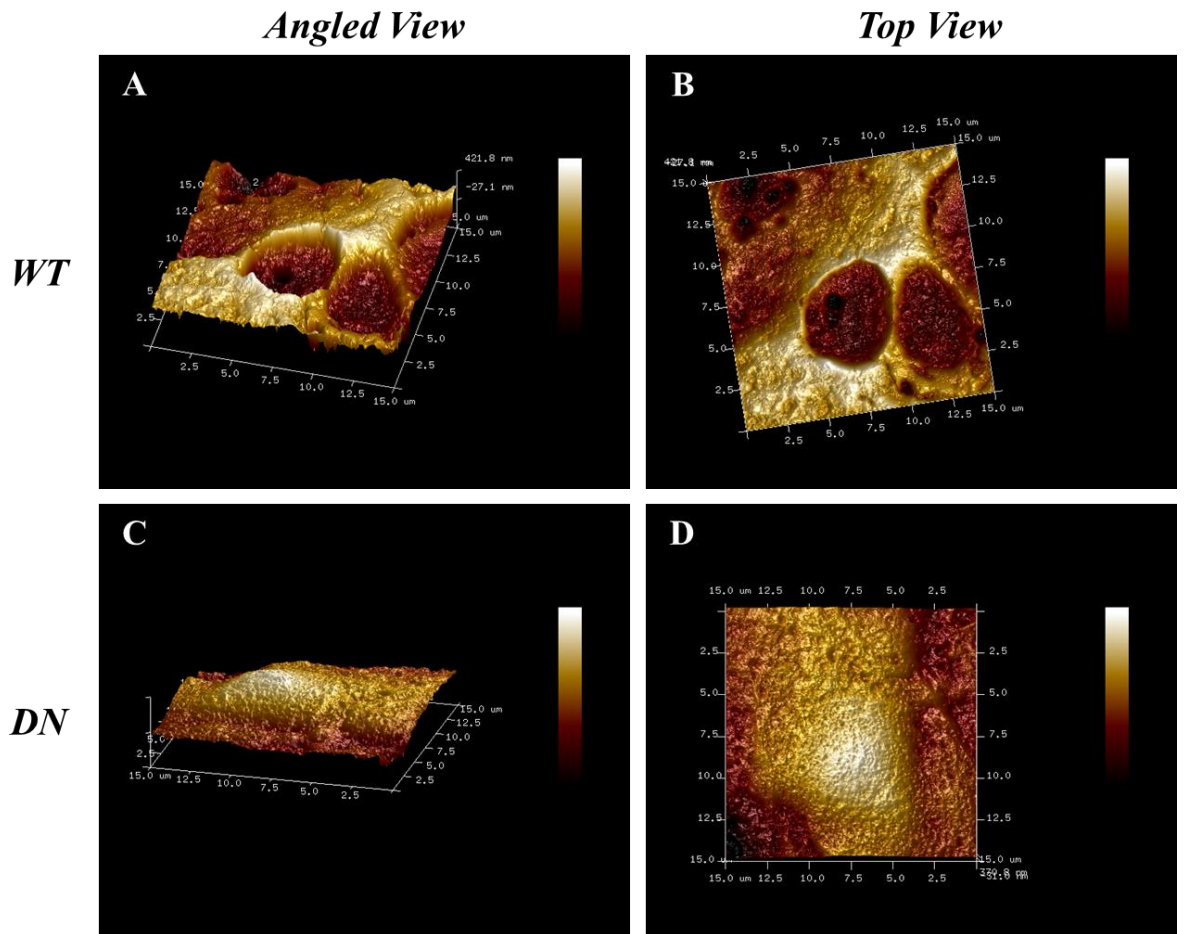 Angled View Top View
WT
A
421.8 nm
-27.1 nm
5.0 um
15.0
12.5
10.
7.5
5.
2.5
2
15.0 um
12.5
10.0
7.5
5.0
2.5
2.5 5.0 7.5 10.0 12.5 15.0 um
B
2.5 5.0 7.5 10.0 12.5 15.0 um
15.0 um
15.0
12.5
10.0
7.5
5.0
2.5
12.5
10.0
7.5
5.0
2.5
2.5 5.0 7.5 10.0 12.5 15.0 um
DN
C
5.0
2.5
15.0 um
12.5
10.0
7.5
5.0
2.5
15.0 um 12.5 10.0 7.5 5.0 2.5
D
15.0 um 12.5 10.0 7.5 5.0 2.5
2.5 2.5
5.0 5.0
7.5 7.5
10.0 10.0
12.5 12.5
15.0 u 15.0 um
15.0 um 12.5 10.0 7.5 5.0 2.5